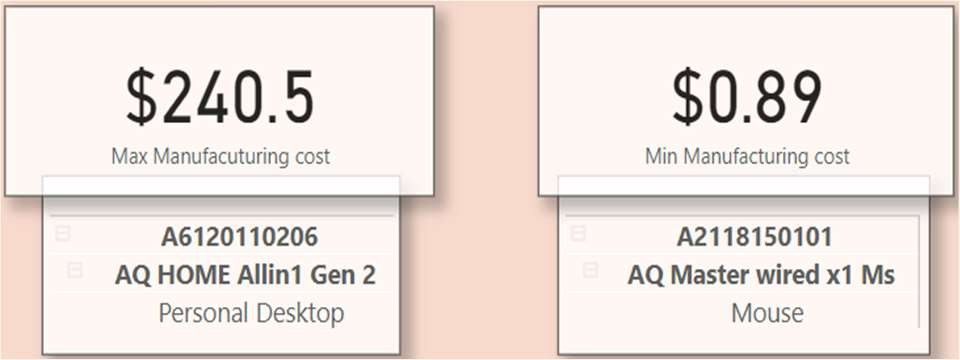 $240.5
Max Manufacuturing cost
A6120110206
AQ HOME Allin1 Gen 2
Personal Desktop
$0.89
Min Manufacturing cost
A2118150101
AQ Master wired x1 Ms
Mouse